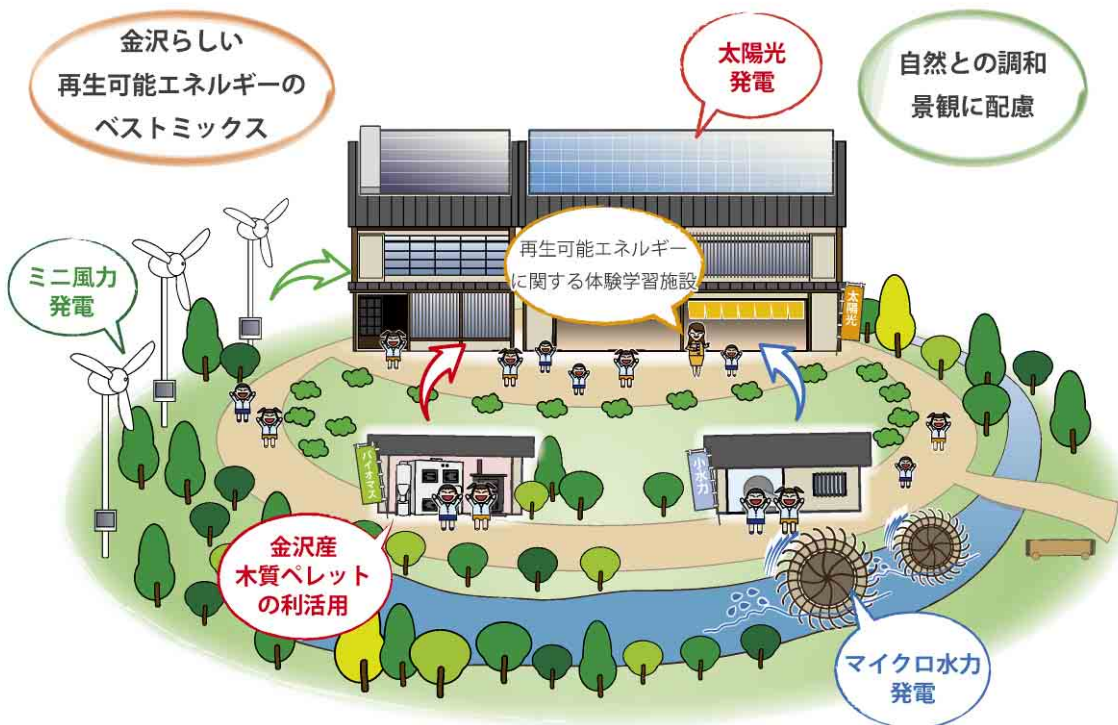 金沢らしい
再生可能エネルギーの
ベストミックス
太陽光
発電
自然との調和
景観に配慮
ミニ風力
発電
再生可能エネルギー
に関する体験学習施設
太陽光
バイオマス
小水力
金沢産
木質ペレット
の利活用
マイクロ水力
発電